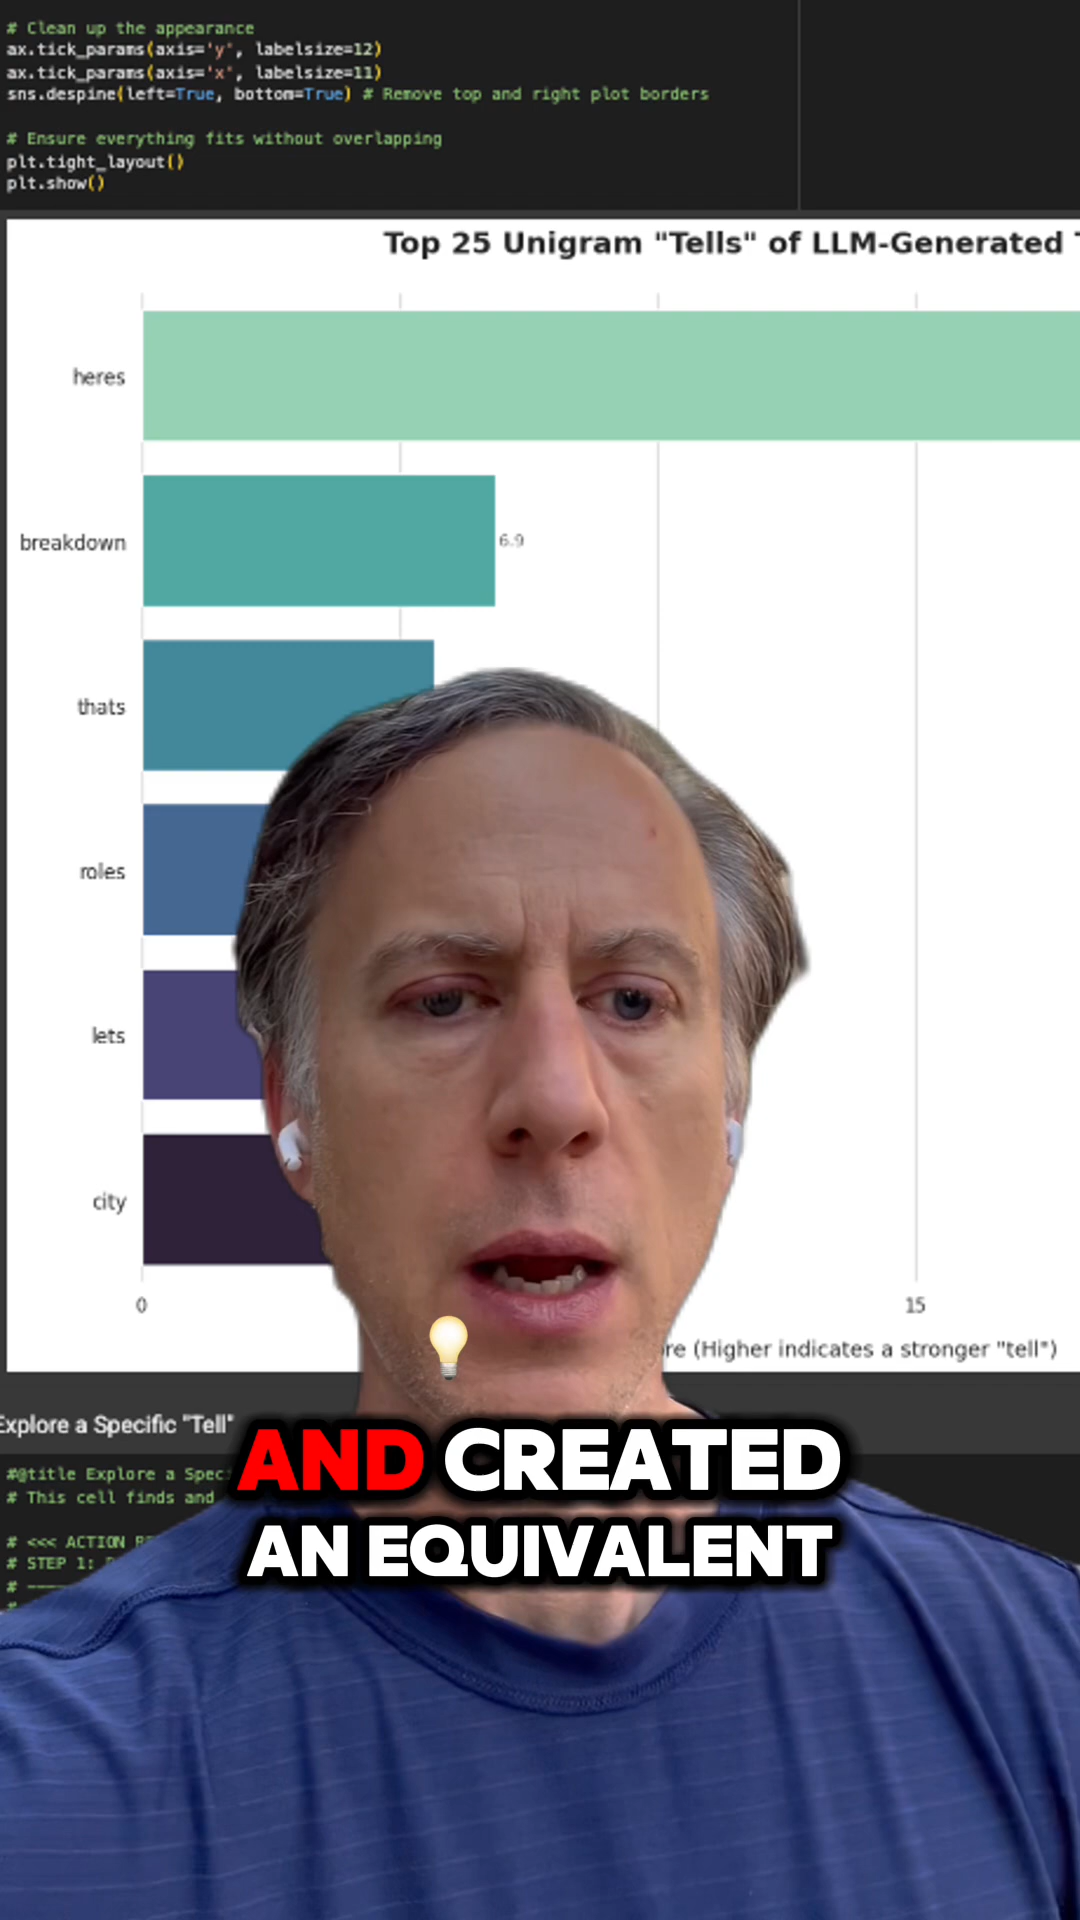 # Clean up the appearance
ax.tick_params(axis='y', labelsize=12)
ax.tick_params(axis='x', labelsize=11)
sns.despine(left=True, bottom=True) # Remove top and right plot borders
# Ensure everything fits without overlapping
plt.tight_layout()
plt.show()
Top 25 Unigram "Tells" of LLM-Generated
heres
breakdown
6.9
thats
roles
lets
city
0
15
(Higher indicates a stronger "tell")
Explore a Specific "Tell"
#@title Explore a
# This cell finds and
AND CREATED
# <<< ACTION
AN EQUIVALENT
# STEP 1:
# ----
#